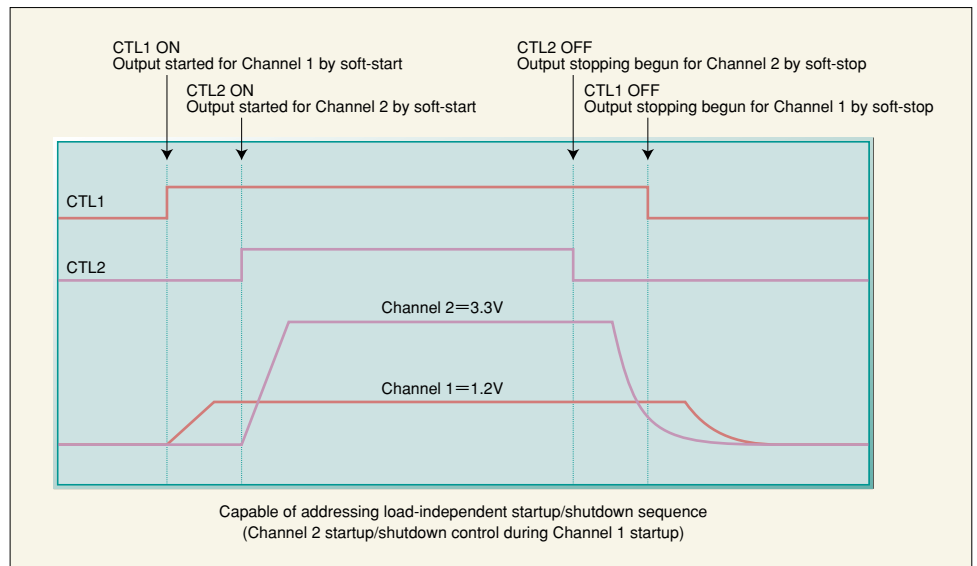 CTL1 ON
Output started for Channel 1 by soft-start
CTL2 ON
Output started for Channel 2 by soft-start
CTL2 OFF
Output stopping begun for Channel 2 by soft-stop
CTL1 OFF
Output stopping begun for Channel 1 by soft-stop
CTL1
CTL2
Channel 2＝3.3V
Channel 1＝1.2V
Capable of addressing load-independent startup/shutdown sequence
(Channel 2 startup/shutdown control during Channel 1 startup)